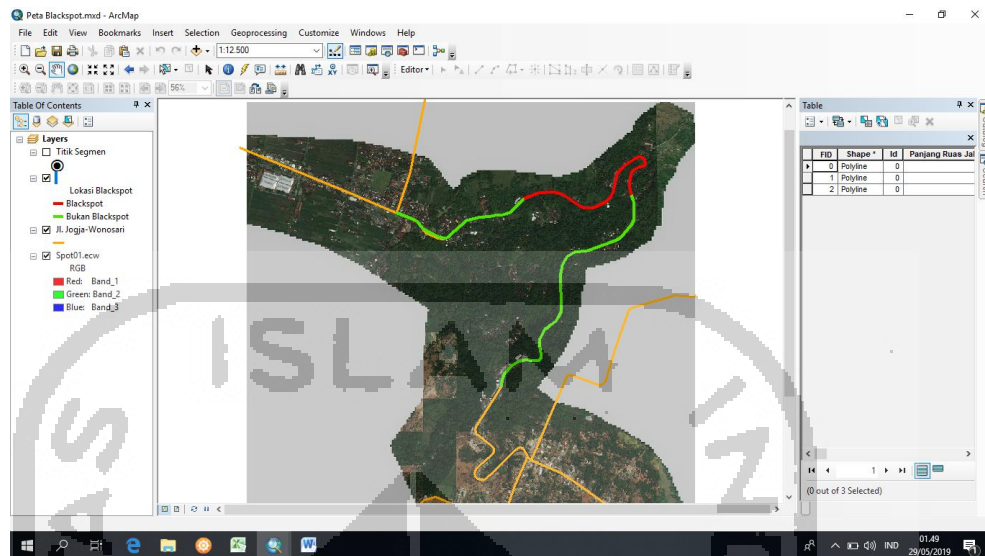 Peta Blackspot.mxd - ArcMap
File Edit View Bookmarks Insert Selection Geoprocessing Customize Windows Help
1:12.500
Editor
56%
Table Of Contents
Layers
Titik Segmen
Lokasi Blackspot
Blackspot
Bukan Blackspot
Jl. Jogja-Wonosari
Spot01.ecw
RGB
Red: Band_1
Green: Band_2
Blue: Band_3
Table
FID Shape * Id Panjang Ruas Jal
0 Polyline 0
1 Polyline 0
2 Polyline 0
1
(0 out of 3 Selected)
ISLAM
IND
01.49
29/05/2019